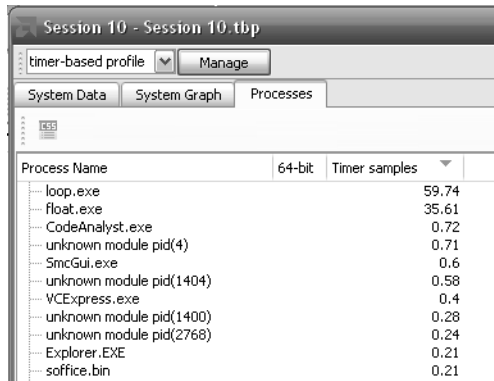 Session 10 - Session 10.tbp
timer-based profile Manage
System Data System Graph Processes
CSS
Process Name 64-bit Timer samples
loop.exe 59.74
float.exe 35.61
CodeAnalyst.exe 0.72
unknown module pid(4) 0.71
SmcGui.exe 0.6
unknown module pid(1404) 0.58
VCExpress.exe 0.4
unknown module pid(1400) 0.28
unknown module pid(2768) 0.24
Explorer.EXE 0.21
soffice.bin 0.21